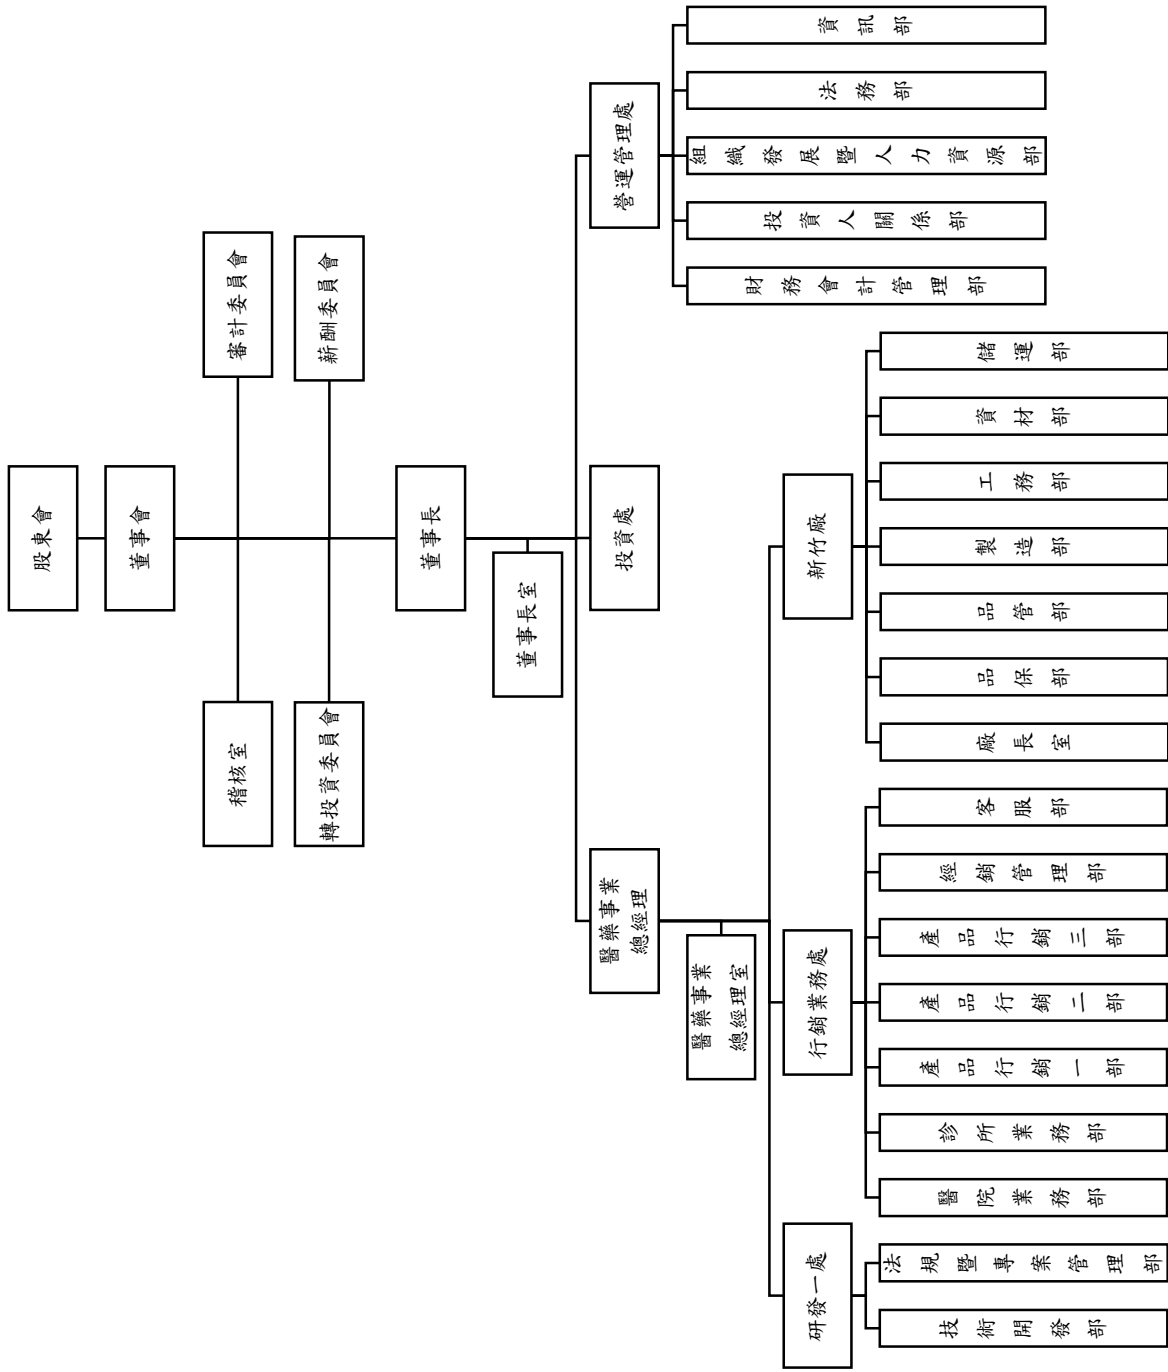 股東會
董事會
稽核室
審計委員會
轉投資委員會
薪酬委員會
董事長
董事長室
醫藥事業
總經理
投資處
營運管理處
醫藥事業
總經理室
財務會計管理部
投資人關係部
組織發展暨人力資源部
法務部
資訊部
研發一處
行銷業務處
新竹廠
技術開發部
法規暨專案管理部
醫院業務部
診所業務部
產品行銷一部
產品行銷二部
產品行銷三部
經銷管理部
客服部
廠長室
品保部
品管部
製造部
工務部
資材部
儲運部